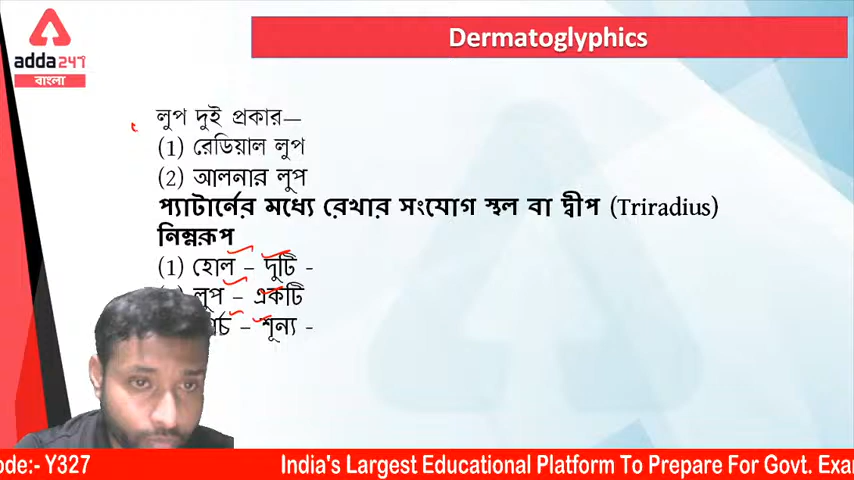 Dermatoglyphics
adda247
বাংলা
লুপ দুই প্রকার—
(1) রেডিয়াল লুপ
(2) আলনার লুপ
প্যাটার্নের মধ্যে রেখার সংযোগ স্থল বা দ্বীপ (Triradius)
নিম্নরূপ
(1) হোল – দুটি -
লুপ – একটি
– শূন্য -
ode:- Y327
India's Largest Educational Platform To Prepare For Govt. Exa